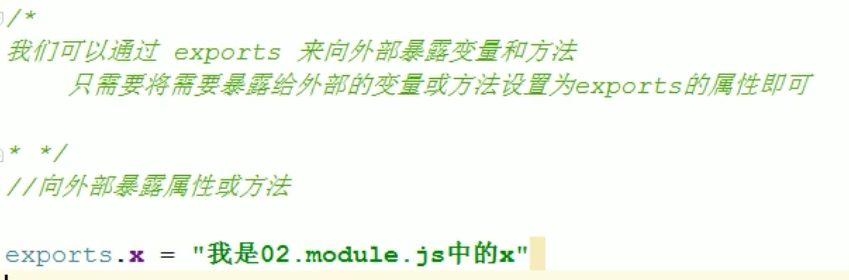 /*
我们可以通过 exports 来向外部暴露变量和方法
只需要将需要暴露给外部的变量或方法设置为exports的属性即可
* */
//向外部暴露属性或方法
exports.x = "我是02.module.js中的x"